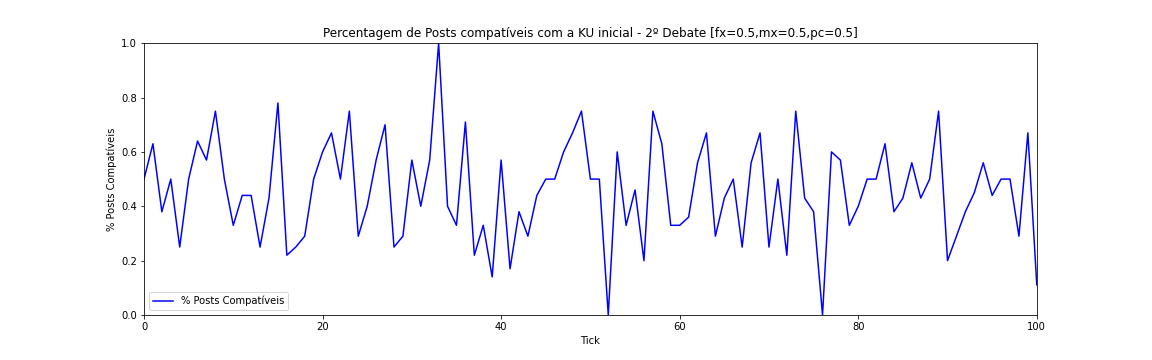 Percentagem de Posts compatíveis com a KU inicial - 2º Debate [fx=0.5,mx=0.5,pc=0.5]
1.0
0.8
0.6
0.4
0.2
0.0
% Posts Compatíveis
% Posts Compatíveis
0 20 40 60 80 100
Tick